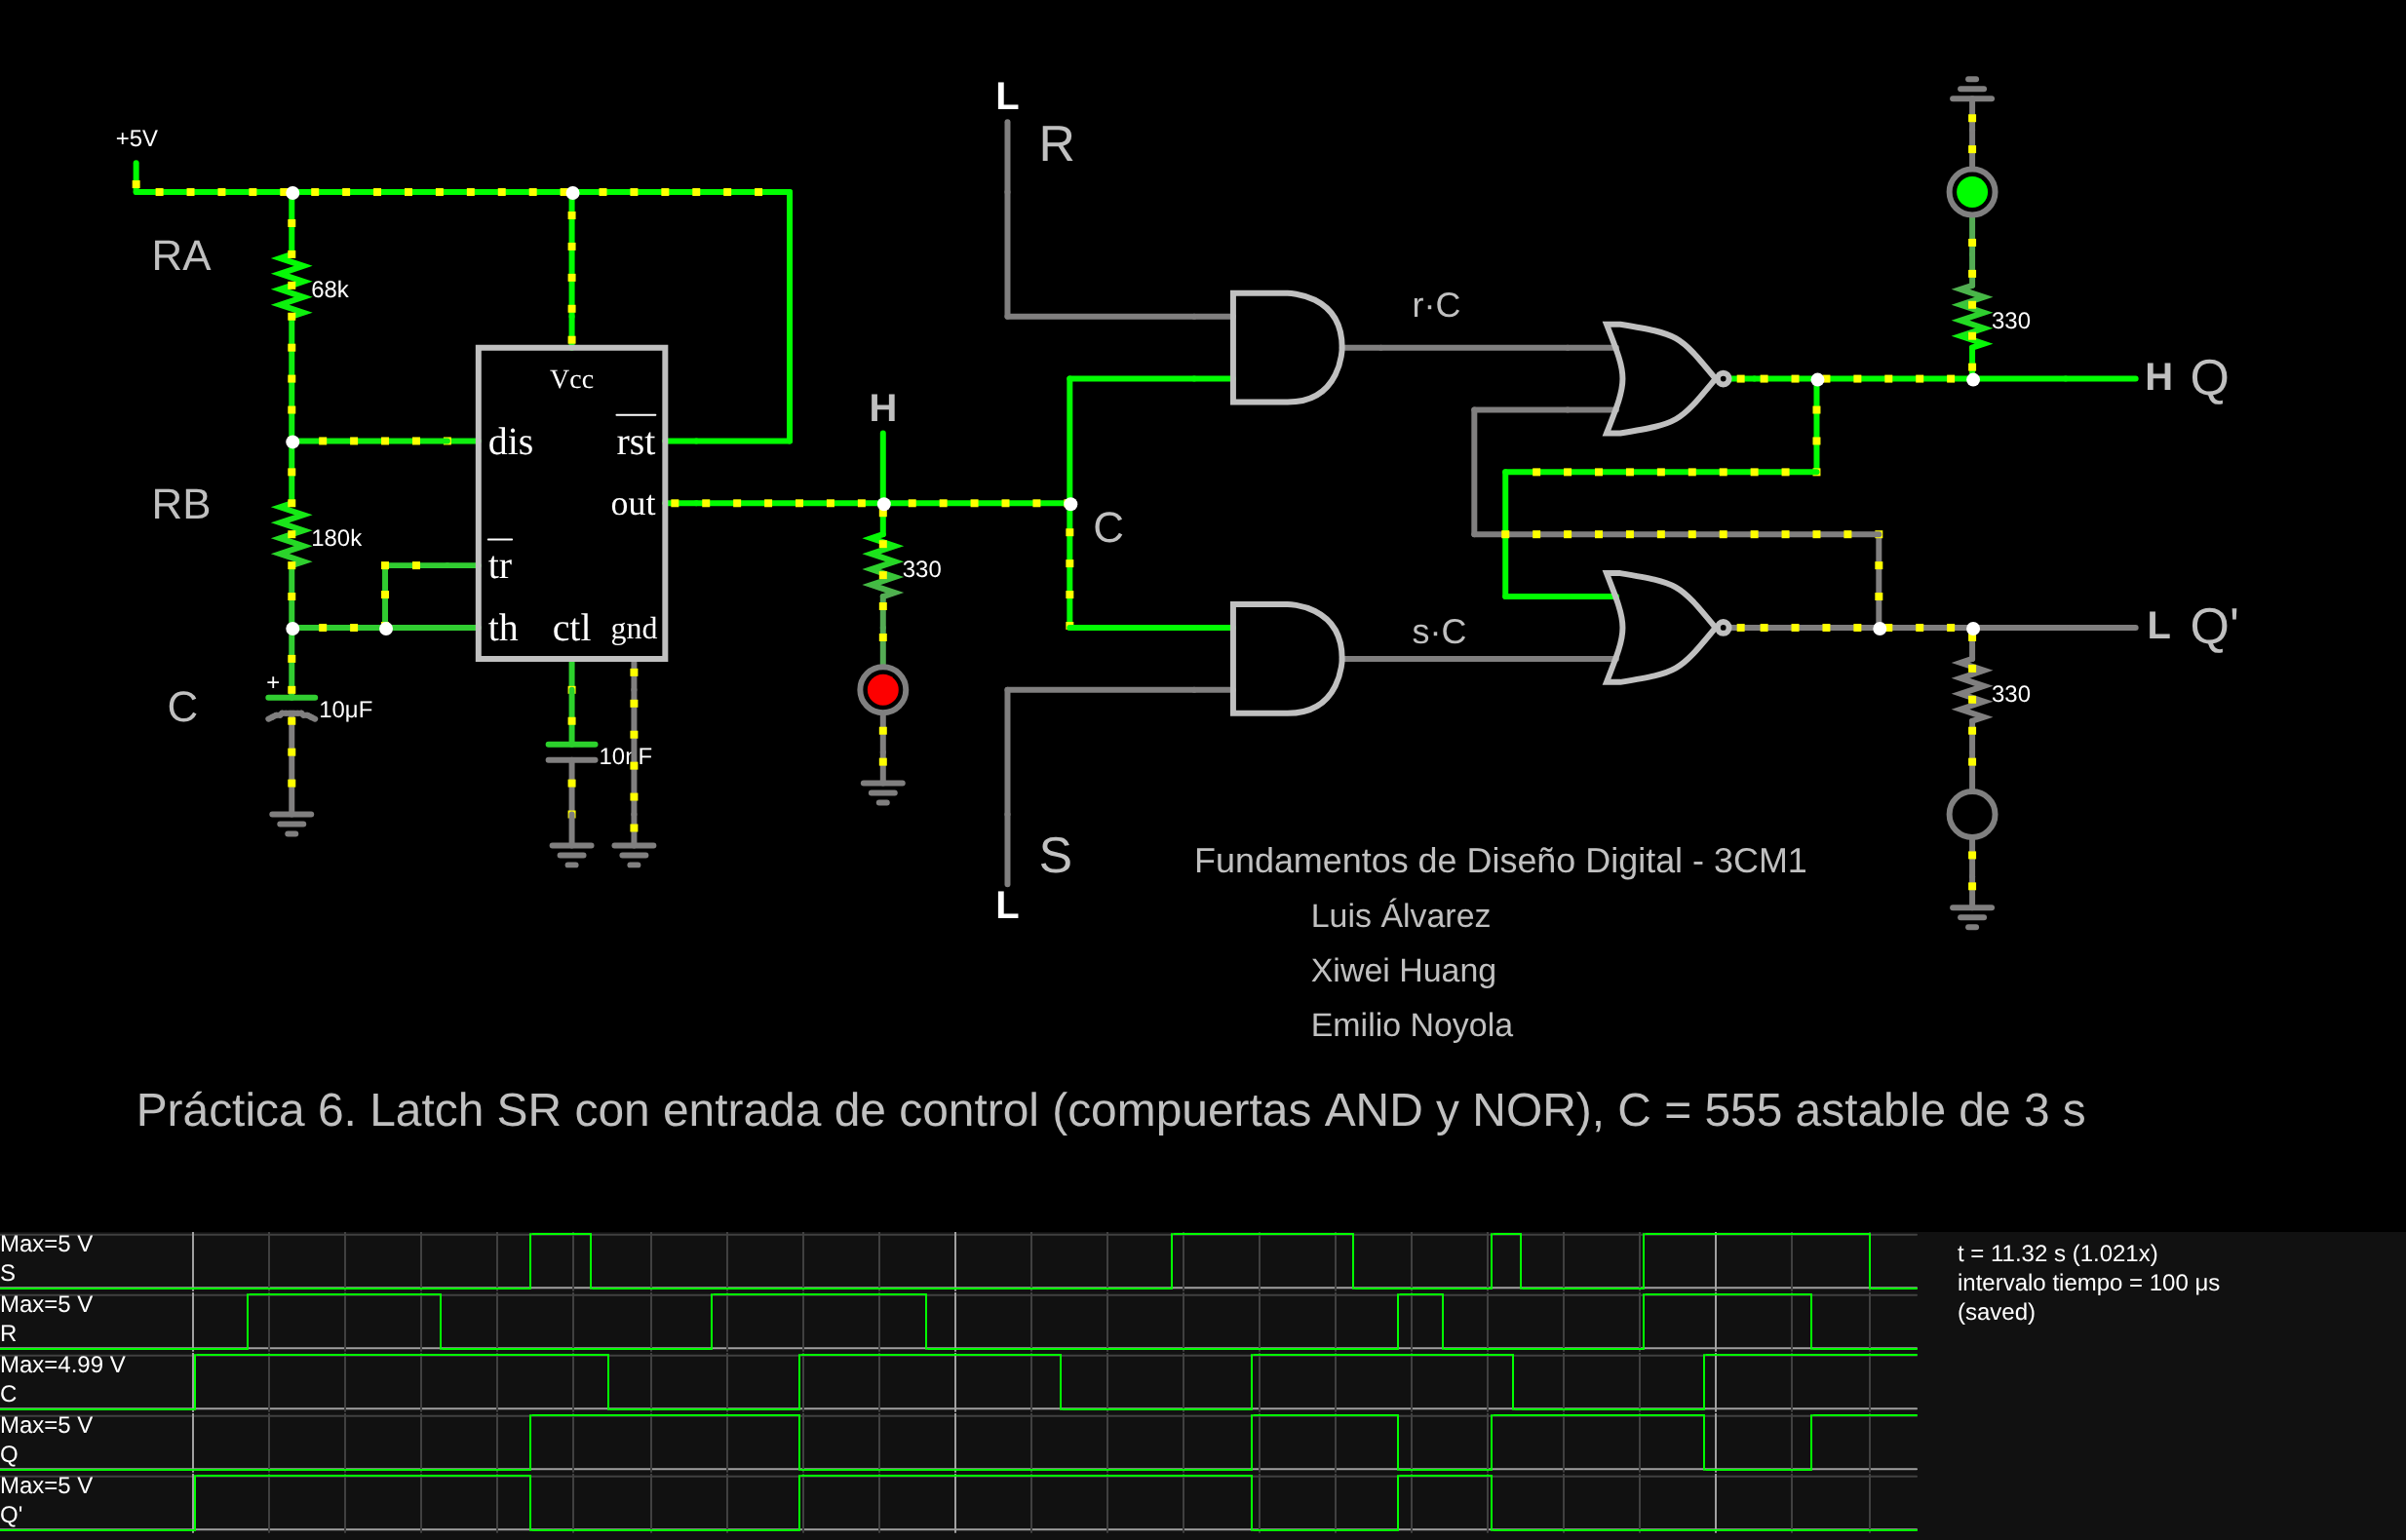 L
R
+5V
RA
68k
r·C
330
Vcc
H
H Q
dis
rst
RB
out
C
180k
tr
330
th
ctl
gnd
s·C
L Q'
+
C
10μF
10nF
330
S
L
Fundamentos de Diseño Digital - 3CM1
Luis Álvarez
Xiwei Huang
Emilio Noyola
Práctica 6. Latch SR con entrada de control (compuertas AND y NOR), C = 555 astable de 3 s
Max=5 V
S
Max=5 V
R
Max=4.99 V
C
Max=5 V
Q
Max=5 V
Q'
t = 11.32 s (1.021x)
intervalo tiempo = 100 μs
(saved)